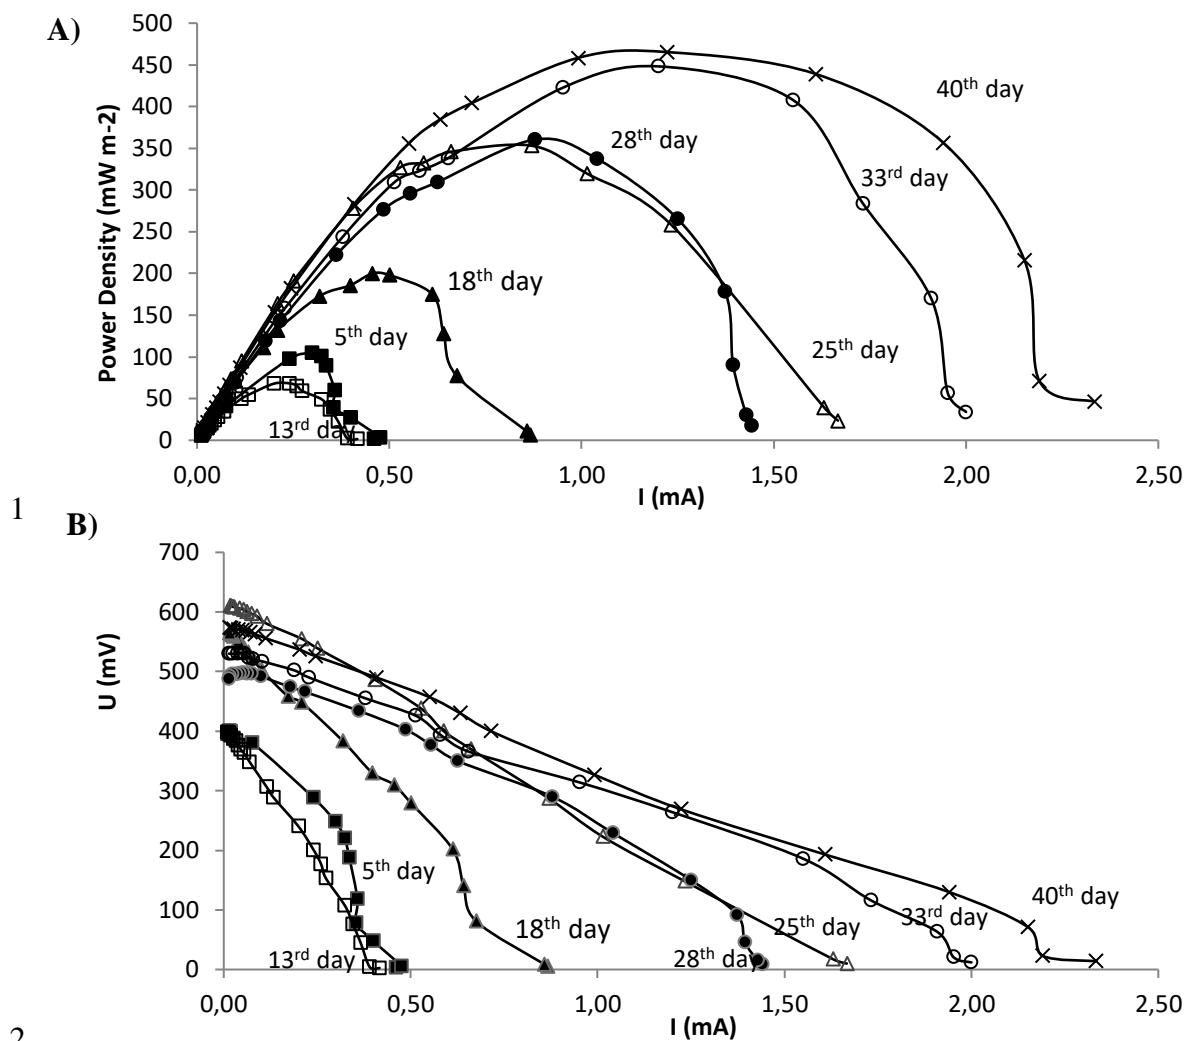 A)
500
450
400
350
300
250
200
150
100
50
0
Power Density (mW m-2)
40th day
28th day
33rd day
18th day
5th day
25th day
13rd day
0,00 0,50 1,00 1,50 2,00 2,50
I (mA)
1
B)
700
600
500
400
300
200
100
0
U (mV)
5th day
40th day
33rd day
25th day
18th day
28th day
13rd day
0,00 0,50 1,00 1,50 2,00 2,50
I (mA)
2